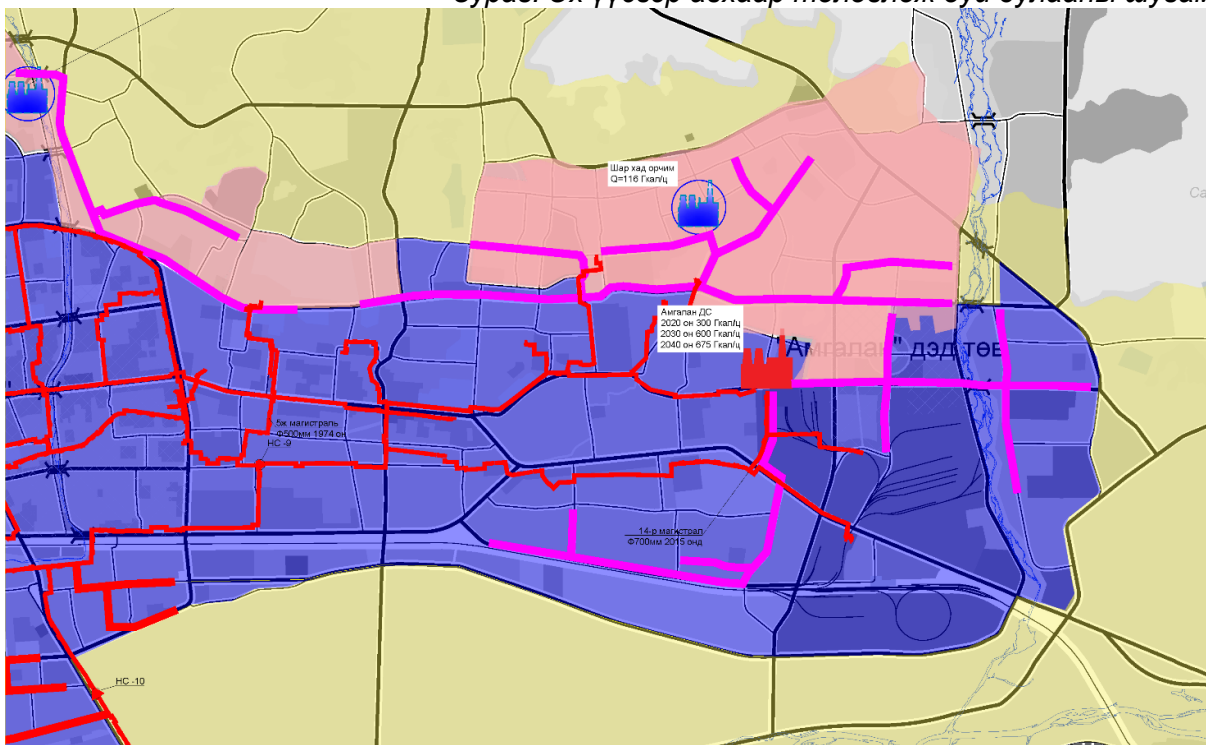 Шар хад орчим
Q=116 Гкал/ц
Амгалан ДС
2020 он 300 Гкал/ц
2030 он 600 Гкал/ц
2040 он 675 Гкал/ц
"Амгалан" дэд төв
5ж магистраль
Ф500мм 1974 он
НС -9
14-р магистрал
Ф700мм 2015 онд
НС -10